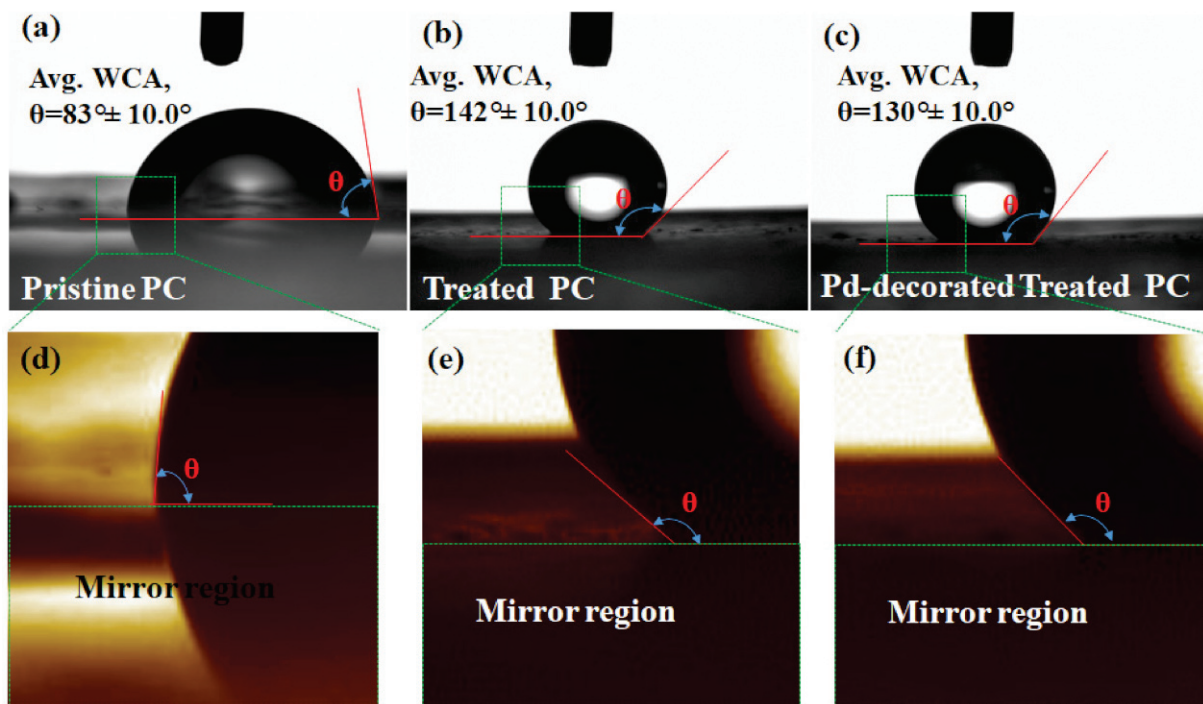 (a)
Avg. WCA,
θ=83°± 10.0°
θ
Pristine PC
(b)
Avg. WCA,
θ=142°± 10.0°
θ
Treated PC
(c)
Avg. WCA,
θ=130°± 10.0°
θ
Pd-decorated Treated PC
(d)
θ
Mirror region
(e)
θ
Mirror region
(f)
θ
Mirror region